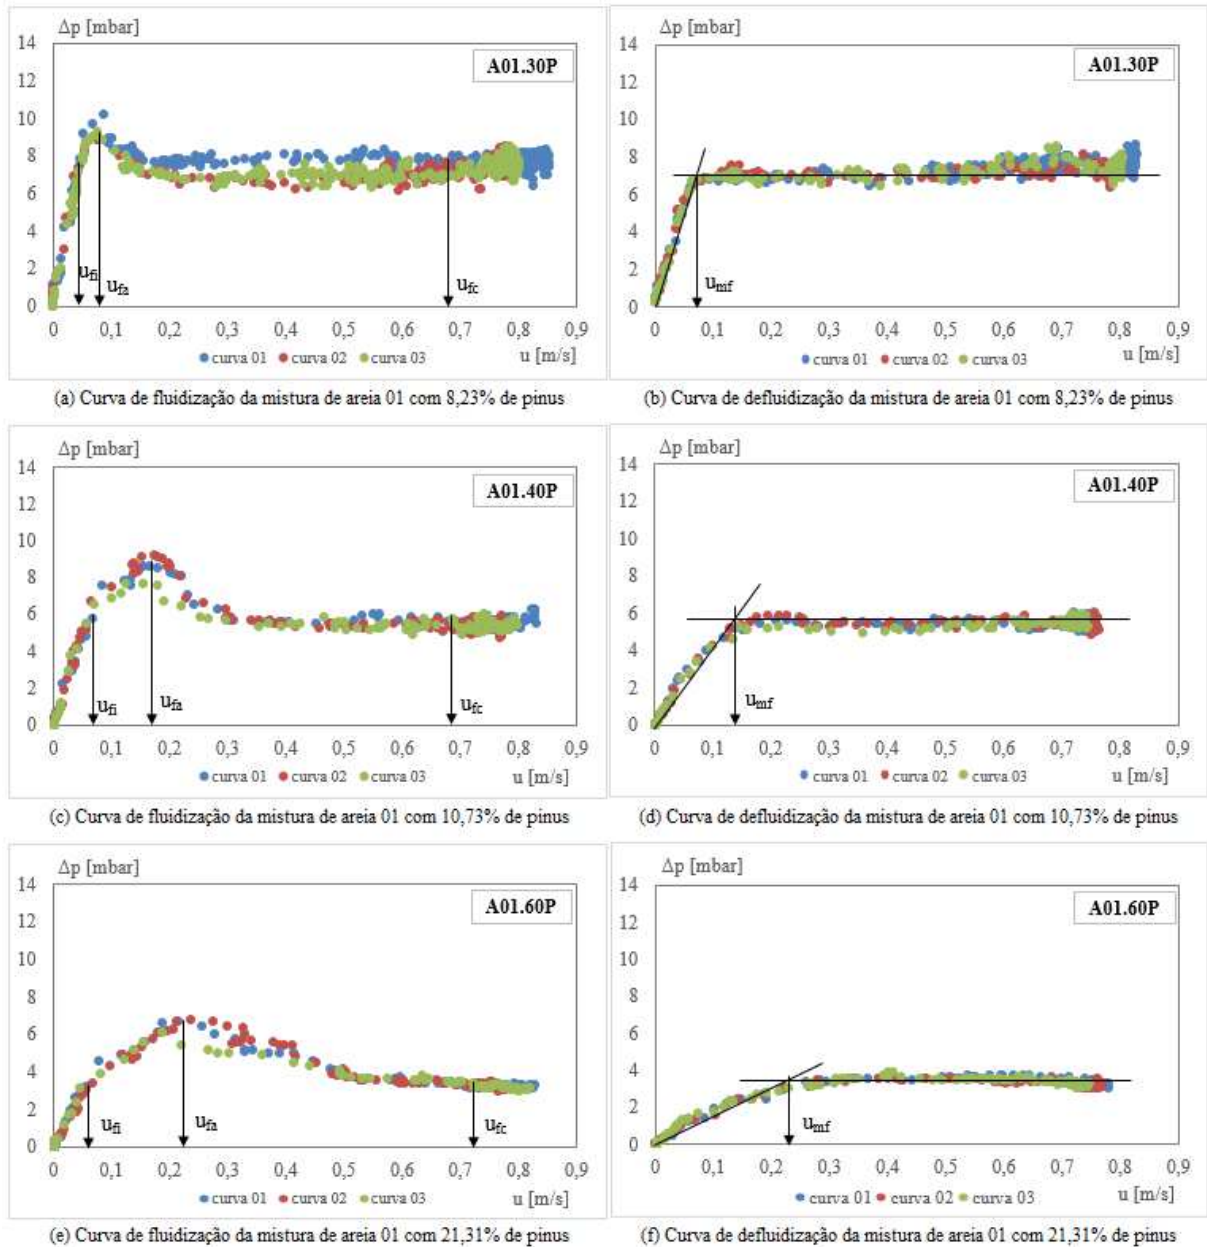 Δp [mbar]
A01.30P
14
12
10
8
6
4
2
0
u_fi
u_fa
u_fc
0 0,1 0,2 0,3 0,4 0,5 0,6 0,7 0,8 0,9
curva 01 curva 02 curva 03 u [m/s]
(a) Curva de fluidização da mistura de areia 01 com 8,23% de pinus
Δp [mbar]
A01.30P
14
12
10
8
6
4
2
0
u_mf
0 0,1 0,2 0,3 0,4 0,5 0,6 0,7 0,8 0,9
curva 01 curva 02 curva 03 u [m/s]
(b) Curva de defluidização da mistura de areia 01 com 8,23% de pinus
Δp [mbar]
A01.40P
14
12
10
8
6
4
2
0
u_fi
u_fa
u_fc
0 0,1 0,2 0,3 0,4 0,5 0,6 0,7 0,8 0,9
curva 01 curva 02 curva 03 u [m/s]
(c) Curva de fluidização da mistura de areia 01 com 10,73% de pinus
Δp [mbar]
A01.40P
14
12
10
8
6
4
2
0
u_mf
0 0,1 0,2 0,3 0,4 0,5 0,6 0,7 0,8 0,9
curva 01 curva 02 curva 03 u [m/s]
(d) Curva de defluidização da mistura de areia 01 com 10,73% de pinus
Δp [mbar]
A01.60P
14
12
10
8
6
4
2
0
u_fi
u_fa
u_fc
0 0,1 0,2 0,3 0,4 0,5 0,6 0,7 0,8 0,9
curva 01 curva 02 curva 03 u [m/s]
(e) Curva de fluidização da mistura de areia 01 com 21,31% de pinus
Δp [mbar]
A01.60P
14
12
10
8
6
4
2
0
u_mf
0 0,1 0,2 0,3 0,4 0,5 0,6 0,7 0,8 0,9
curva 01 curva 02 curva 03 u [m/s]
(f) Curva de defluidização da mistura de areia 01 com 21,31% de pinus